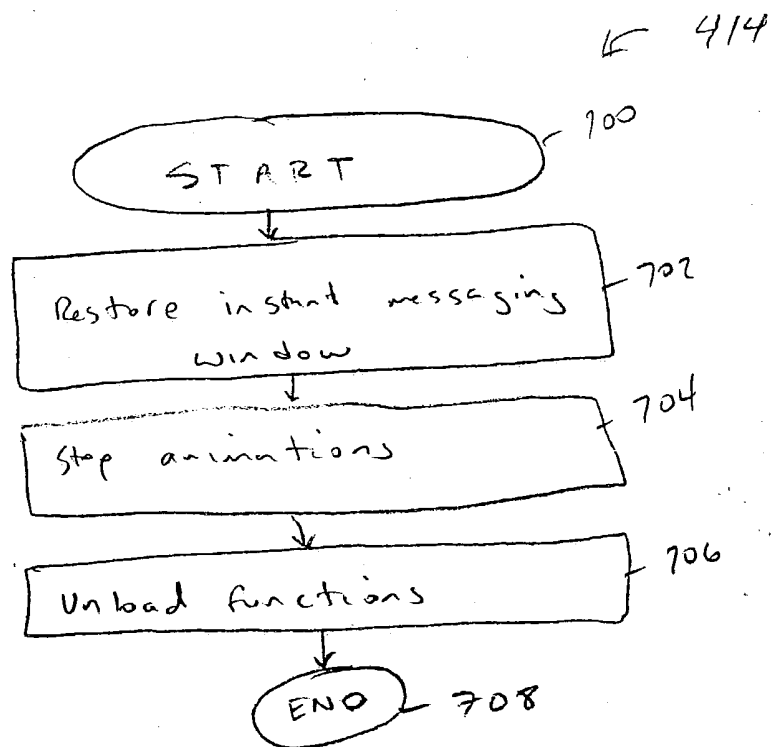 414
700
START
702
Restore instant messaging
window
704
Stop animations
706
Unload functions
END
708